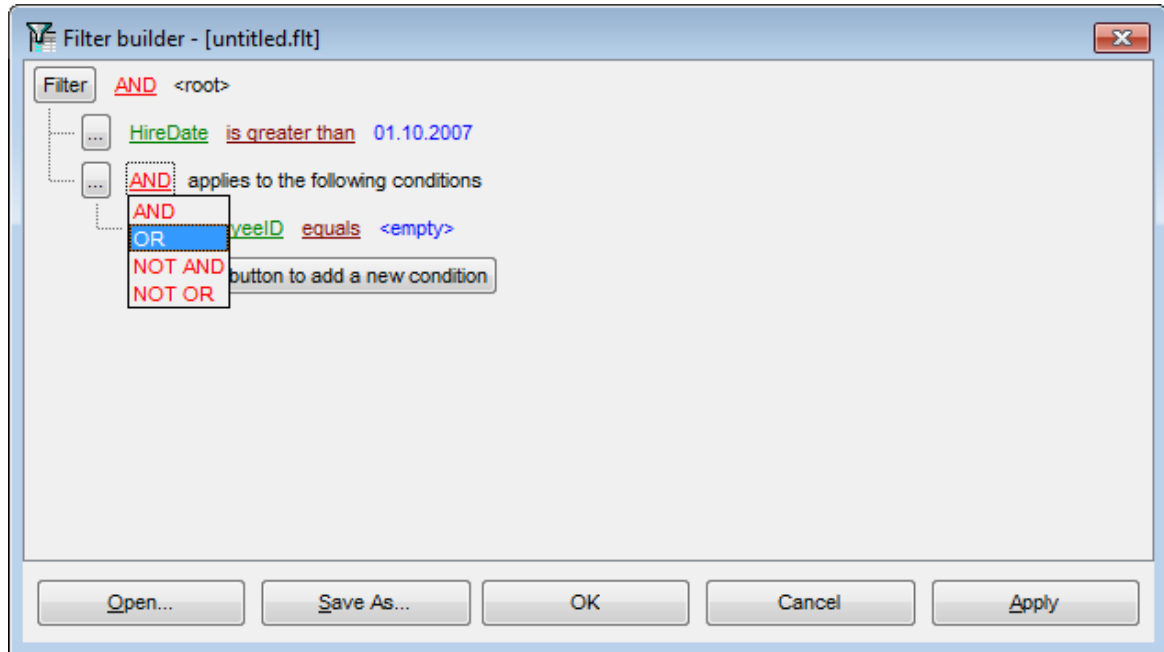 Filter builder - [untitled.flt]
Filter AND <root>
... HireDate is greater than 01.10.2007
... AND applies to the following conditions
AND
yeeID equals <empty>
OR
NOT AND
button to add a new condition
NOT OR
Open... Save As... OK Cancel Apply